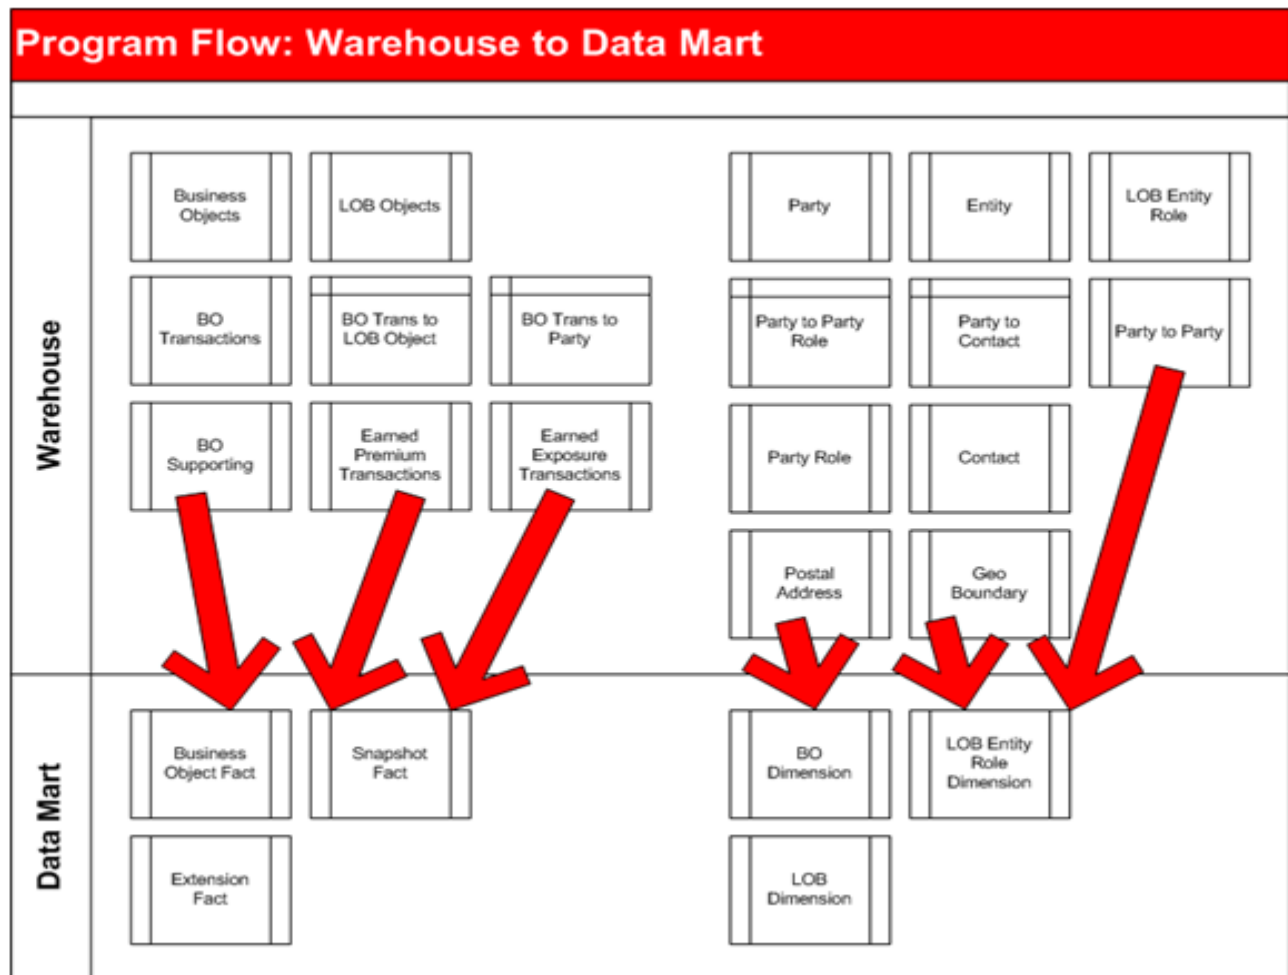 Program Flow: Warehouse to Data Mart
Warehouse
Business
Objects
LOB Objects
Party
Entity
LOB Entity
Role
BO
Transactions
BO Trans to
LOB Object
BO Trans to
Party
Party to Party
Role
Party to
Contact
Party to Party
BO
Supporting
Earned
Premium
Transactions
Earned
Exposure
Transactions
Party Role
Contact
Postal
Address
Geo
Boundary
Data Mart
Business
Object Fact
Snapshot
Fact
BO
Dimension
LOB Entity
Role
Dimension
Extension
Fact
LOB
Dimension